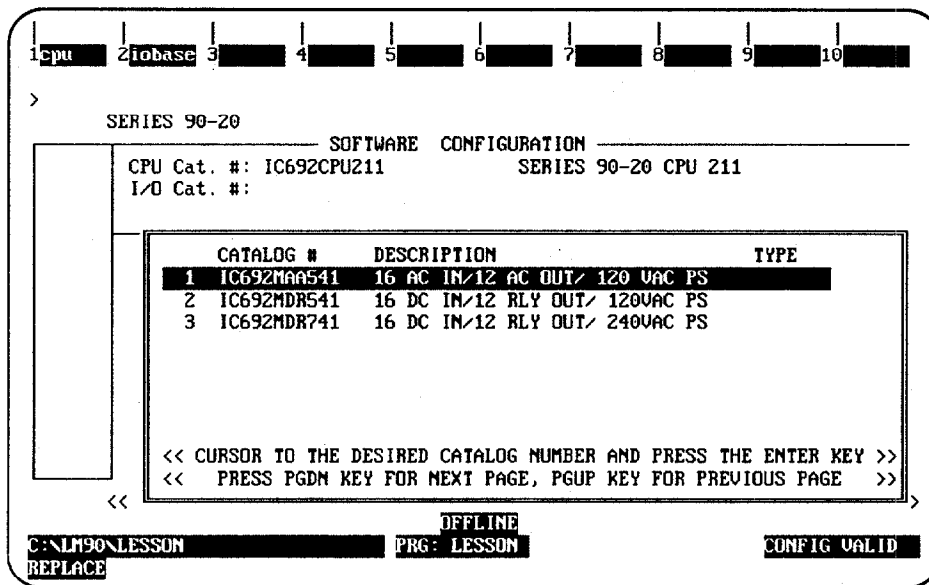 1cpu 2iobase 3 4 5 6 7 8 9 10
>
SERIES 90-20
SOFTWARE CONFIGURATION
CPU Cat. #: IC692CPU211 SERIES 90-20 CPU 211
I/O Cat. #:
CATALOG # DESCRIPTION TYPE
1 IC692MAA541 16 AC IN/12 AC OUT/ 120 VAC PS
2 IC692MDR541 16 DC IN/12 RLY OUT/ 120VAC PS
3 IC692MDR741 16 DC IN/12 RLY OUT/ 240VAC PS
<< CURSOR TO THE DESIRED CATALOG NUMBER AND PRESS THE ENTER KEY >>
<< PRESS PGDN KEY FOR NEXT PAGE, PGUP KEY FOR PREVIOUS PAGE >>
<< >
OFFLINE
C:\LM90\LESSON PRG: LESSON CONFIG VALID
REPLACE